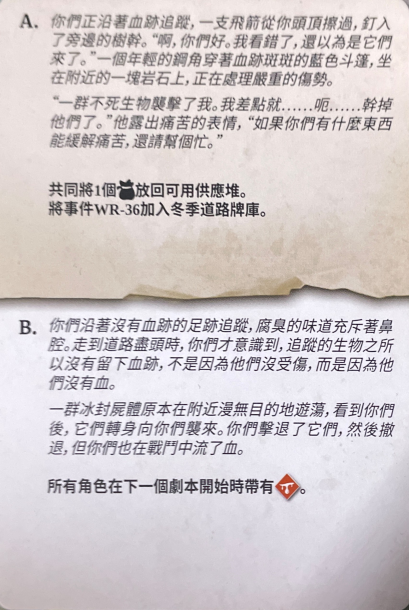 A. 你們正沿著血跡追蹤，一支飛箭從你頭頂擦過，釘入
了旁邊的樹幹。“啊，你們好。我看錯了，還以為是它們
來了。”一個年輕的鋼角穿著血跡斑斑的藍色斗篷，坐
在附近的一塊岩石上，正在處理嚴重的傷勢。
“一群不死生物襲擊了我。我差點就……呃……幹掉
他們了。”他露出痛苦的表情，“如果你們有什麼東西
能緩解痛苦，還請幫個忙。”
共同將1個放回可用供應堆。
將事件WR-36加入冬季道路牌庫。
B. 你們沿著沒有血跡的足跡追蹤，腐臭的味道充斥著鼻
腔。走到道路盡頭時，你們才意識到，追蹤的生物之所
以沒有留下血跡，不是因為他們沒受傷，而是因為他
們沒有血。
一群冰封屍體原本在附近漫無目的地遊蕩，看到你們
後，它們轉身向你們襲來。你們擊退了它們，然後撤
退，但你們也在戰鬥中流了血。
所有角色在下一個劇本開始時帶有。